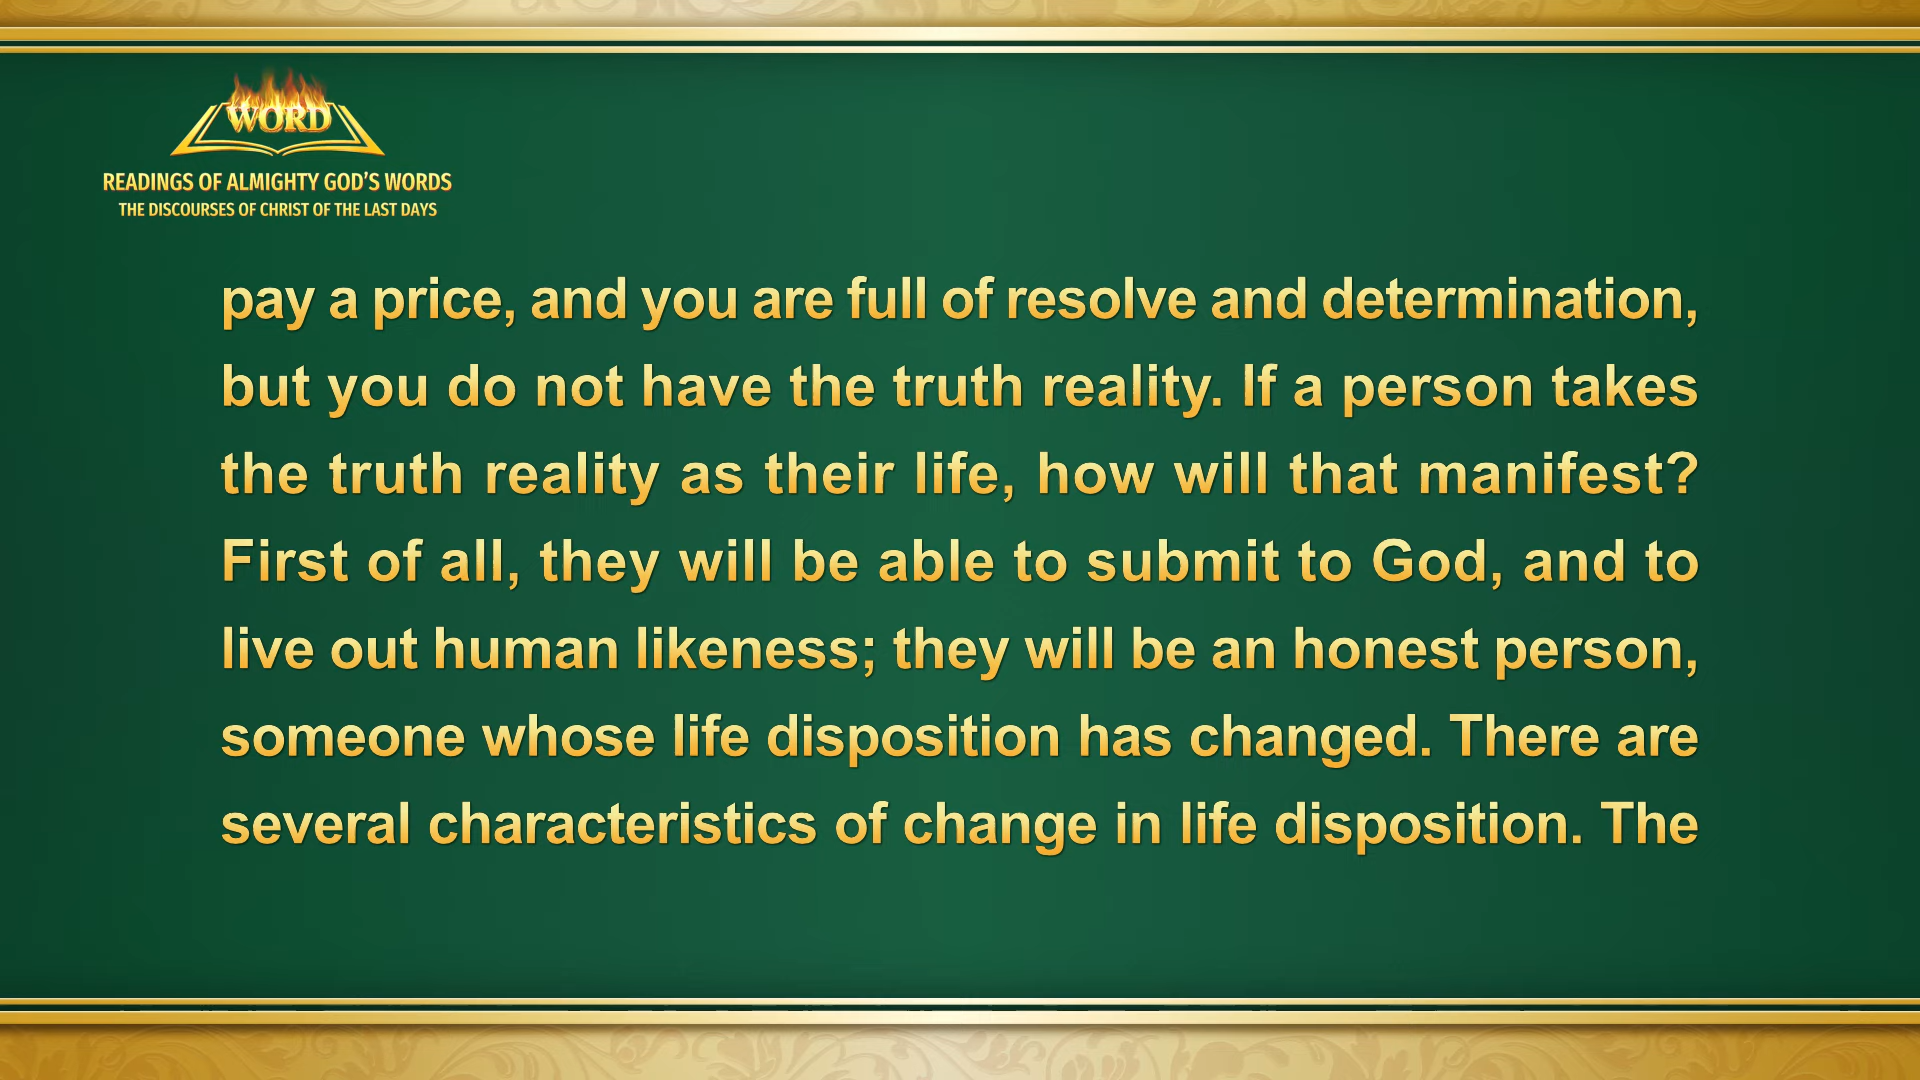 WORD
READINGS OF ALMIGHTY GOD'S WORDS
THE DISCOURSES OF CHRIST OF THE LAST DAYS
pay a price, and you are full of resolve and determination,
but you do not have the truth reality. If a person takes
the truth reality as their life, how will that manifest?
First of all, they will be able to submit to God, and to
live out human likeness; they will be an honest person,
someone whose life disposition has changed. There are
several characteristics of change in life disposition. The